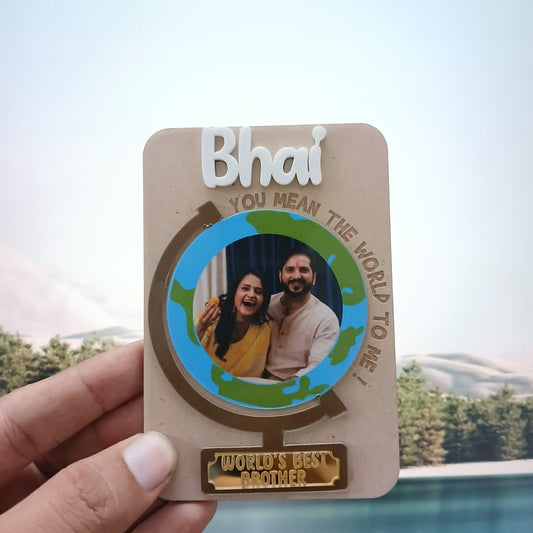 Bhai
YOU MEAN THE WORLD TO ME!
WORLD'S BEST
BROTHER